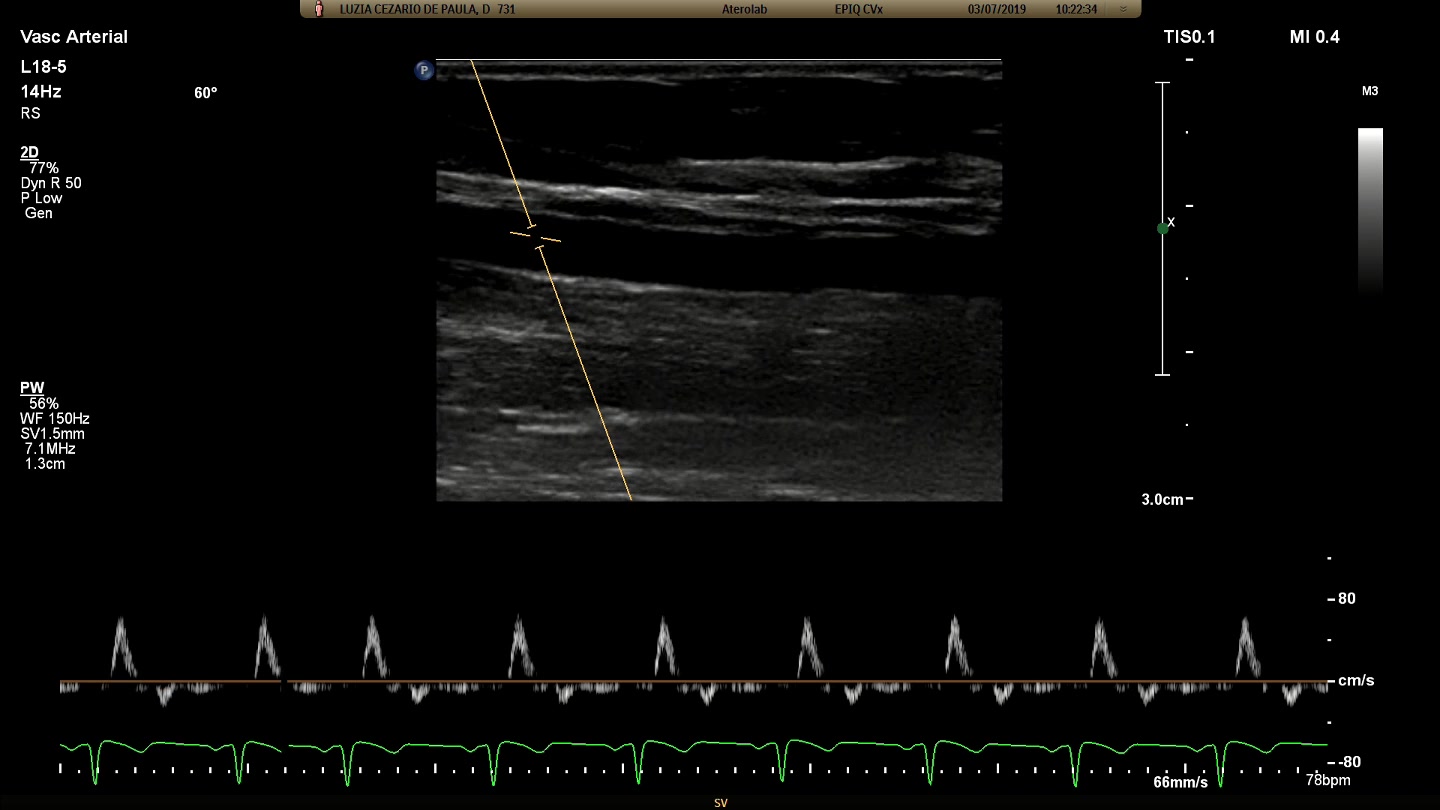 LUZIA CEZARIO DE PAULA, D 731 Aterolab EPIQ CVx 03/07/2019 10:22:34
Vasc Arterial TIS0.1 MI 0.4
L18-5
14Hz 60°
RS
M3
P
2D
77%
Dyn R 50
P Low
Gen
X
PW
56%
WF 150Hz
SV1.5mm
7.1MHz
1.3cm
3.0cm
80
cm/s
-80
66mm/s 78bpm
SV